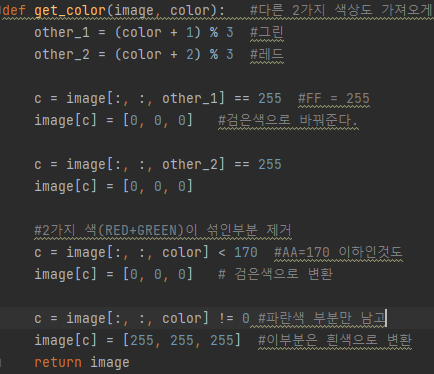 def get_color(image, color):   #다른 2가지 색상도 가져오게
    other_1 = (color + 1) % 3  #그린
    other_2 = (color + 2) % 3  #레드

    c = image[:, :, other_1] == 255  #FF = 255
    image[c] = [0, 0, 0]   #검은색으로 바꿔준다.

    c = image[:, :, other_2] == 255
    image[c] = [0, 0, 0]

    #2가지 색(RED+GREEN)이 섞인부분 제거
    c = image[:, :, color] < 170  #AA=170 이하인것도
    image[c] = [0, 0, 0]   # 검은색으로 변환

    c = image[:, :, color] != 0 #파란색 부분만 남고
    image[c] = [255, 255, 255]  #이부분은 흰색으로 변환
    return image